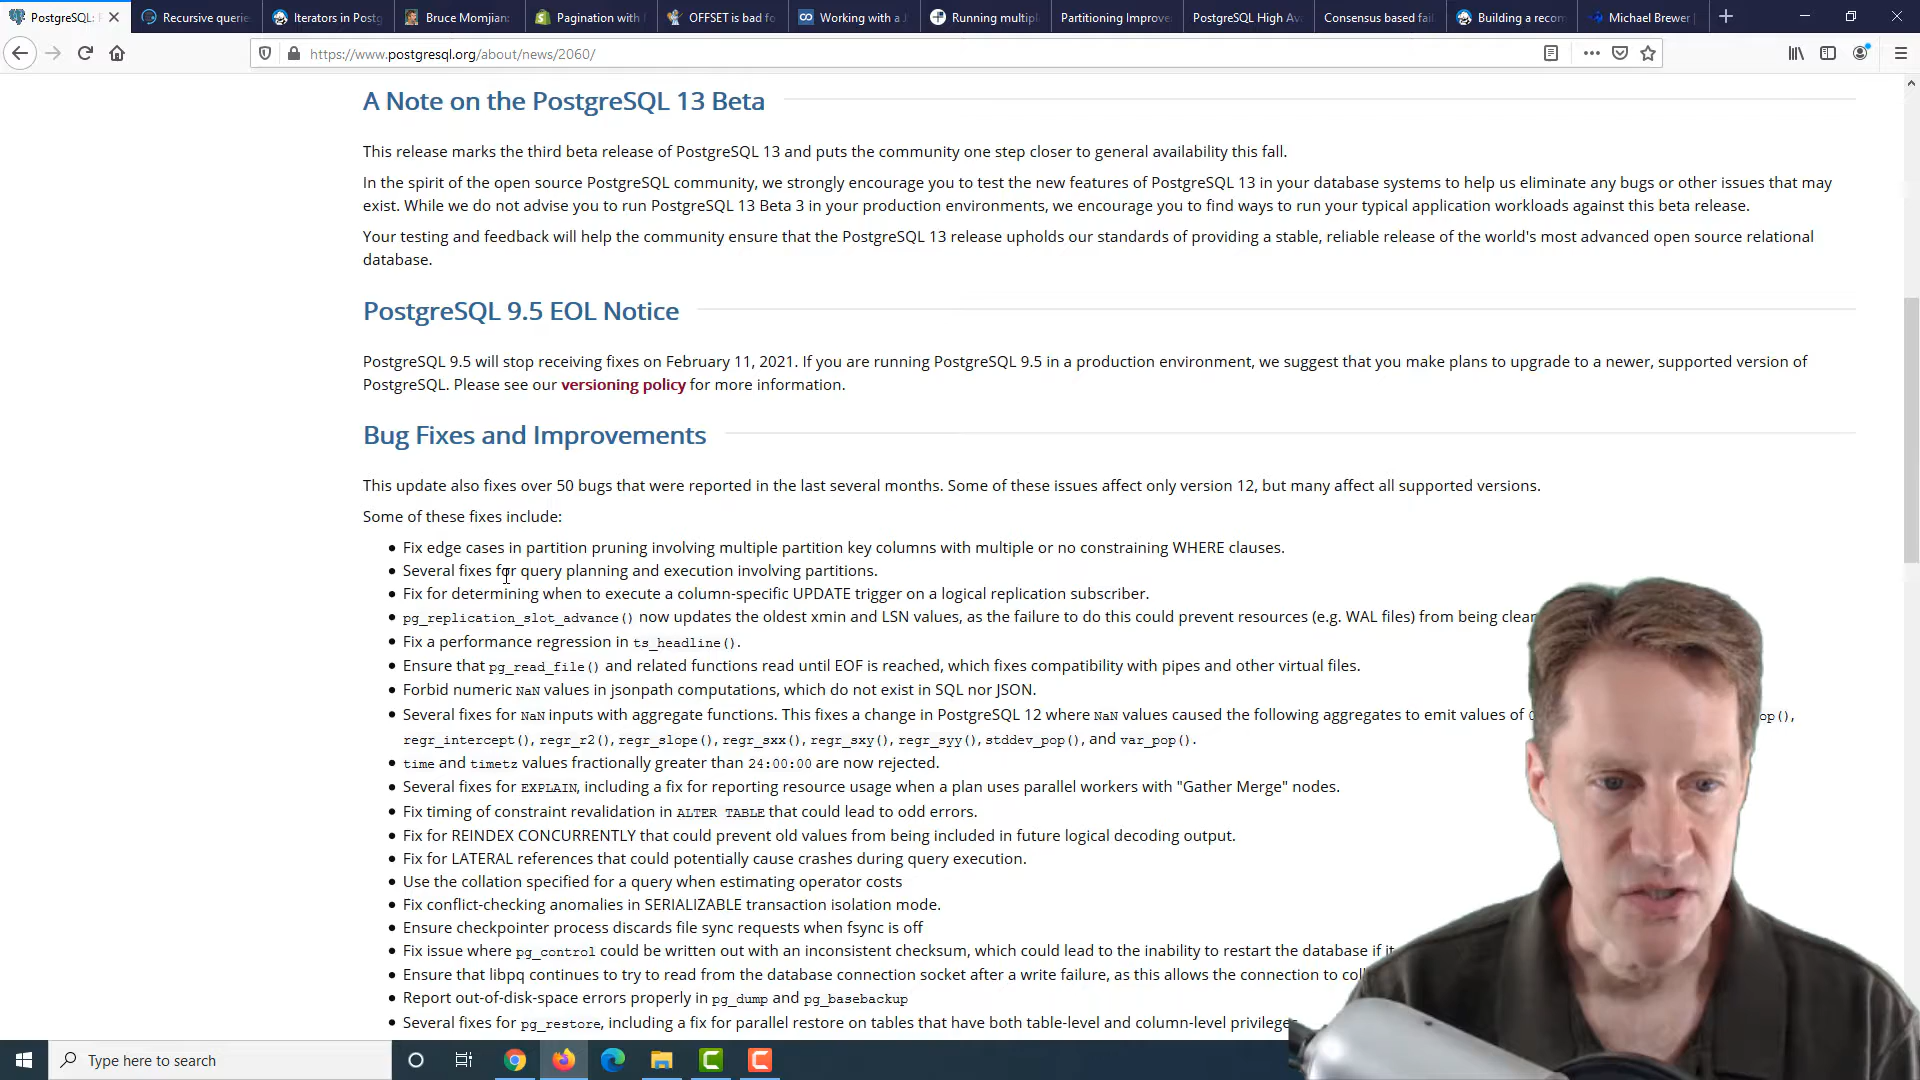 PostgreSQL:
Recursive querie
Iterators in Postg
Bruce Momjian:
Pagination with
OFFSET is bad fo
Working with a J
Running multipl
Partitioning Improve
PostgreSQL High Av
Consensus based fail
Building a recom
Michael Brewer
https://www.postgresql.org/about/news/2060/
A Note on the PostgreSQL 13 Beta
This release marks the third beta release of PostgreSQL 13 and puts the community one step closer to general availability this fall.
In the spirit of the open source PostgreSQL community, we strongly encourage you to test the new features of PostgreSQL 13 in your database systems to help us eliminate any bugs or other issues that may
exist. While we do not advise you to run PostgreSQL 13 Beta 3 in your production environments, we encourage you to find ways to run your typical application workloads against this beta release.
Your testing and feedback will help the community ensure that the PostgreSQL 13 release upholds our standards of providing a stable, reliable release of the world's most advanced open source relational
database.
PostgreSQL 9.5 EOL Notice
PostgreSQL 9.5 will stop receiving fixes on February 11, 2021. If you are running PostgreSQL 9.5 in a production environment, we suggest that you make plans to upgrade to a newer, supported version of
PostgreSQL. Please see our versioning policy for more information.
Bug Fixes and Improvements
This update also fixes over 50 bugs that were reported in the last several months. Some of these issues affect only version 12, but many affect all supported versions.
Some of these fixes include:
• Fix edge cases in partition pruning involving multiple partition key columns with multiple or no constraining WHERE clauses.
• Several fixes for query planning and execution involving partitions.
• Fix for determining when to execute a column-specific UPDATE trigger on a logical replication subscriber.
• pg_replication_slot_advance() now updates the oldest xmin and LSN values, as the failure to do this could prevent resources (e.g. WAL files) from being clear
• Fix a performance regression in ts_headline().
• Ensure that pg_read_file() and related functions read until EOF is reached, which fixes compatibility with pipes and other virtual files.
• Forbid numeric NaN values in jsonpath computations, which do not exist in SQL nor JSON.
• Several fixes for NaN inputs with aggregate functions. This fixes a change in PostgreSQL 12 where NaN values caused the following aggregates to emit values of op(),
regr_intercept(), regr_r2(), regr_slope(), regr_sxx(), regr_sxy(), regr_syy(), stddev_pop(), and var_pop().
• time and timetz values fractionally greater than 24:00:00 are now rejected.
• Several fixes for EXPLAIN, including a fix for reporting resource usage when a plan uses parallel workers with "Gather Merge" nodes.
• Fix timing of constraint revalidation in ALTER TABLE that could lead to odd errors.
• Fix for REINDEX CONCURRENTLY that could prevent old values from being included in future logical decoding output.
• Fix for LATERAL references that could potentially cause crashes during query execution.
• Use the collation specified for a query when estimating operator costs
• Fix conflict-checking anomalies in SERIALIZABLE transaction isolation mode.
• Ensure checkpointer process discards file sync requests when fsync is off
• Fix issue where pg_control could be written out with an inconsistent checksum, which could lead to the inability to restart the database if it
• Ensure that libpq continues to try to read from the database connection socket after a write failure, as this allows the connection to coll
• Report out-of-disk-space errors properly in pg_dump and pg_basebackup
• Several fixes for pg_restore, including a fix for parallel restore on tables that have both table-level and column-level privileges
Type here to search